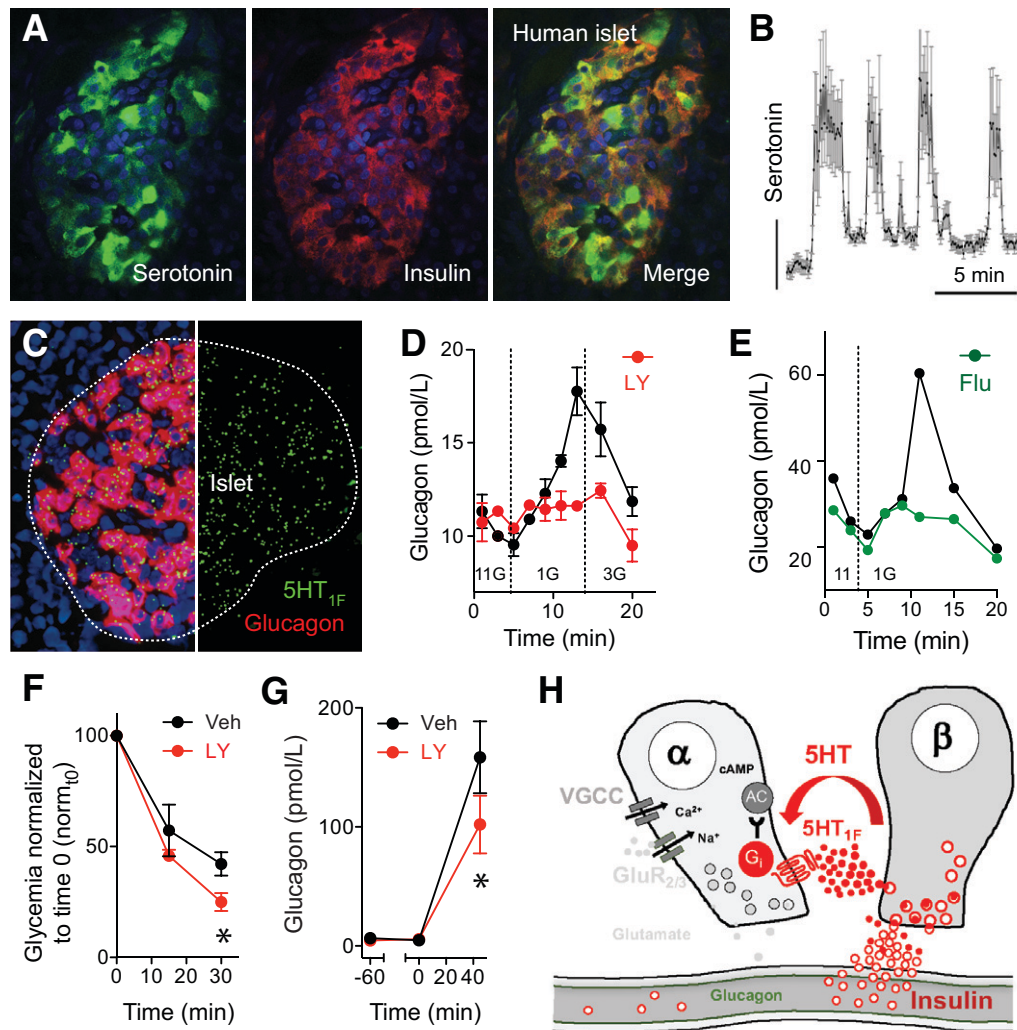 A
Serotonin
Insulin
Human islet
Merge
B
Serotonin
5 min
C
Islet
5HT1F
Glucagon
D
Glucagon (pmol/L)
20
15
10
LY
11G
1G
3G
0
10
20
Time (min)
E
Glucagon (pmol/L)
60
40
20
Flu
11
1G
0
5
10
15
20
Time (min)
F
Glycemia normalized
to time 0 (normt0)
100
50
0
Veh
LY
*
0
10
20
30
Time (min)
G
Glucagon (pmol/L)
200
100
0
Veh
LY
*
-60
0
20
40
Time (min)
H
α
β
cAMP
AC
5HT
VGCC
Ca2+
Na+
5HT1F
Gi
GluR2/3
Glutamate
Glucagon
Insulin